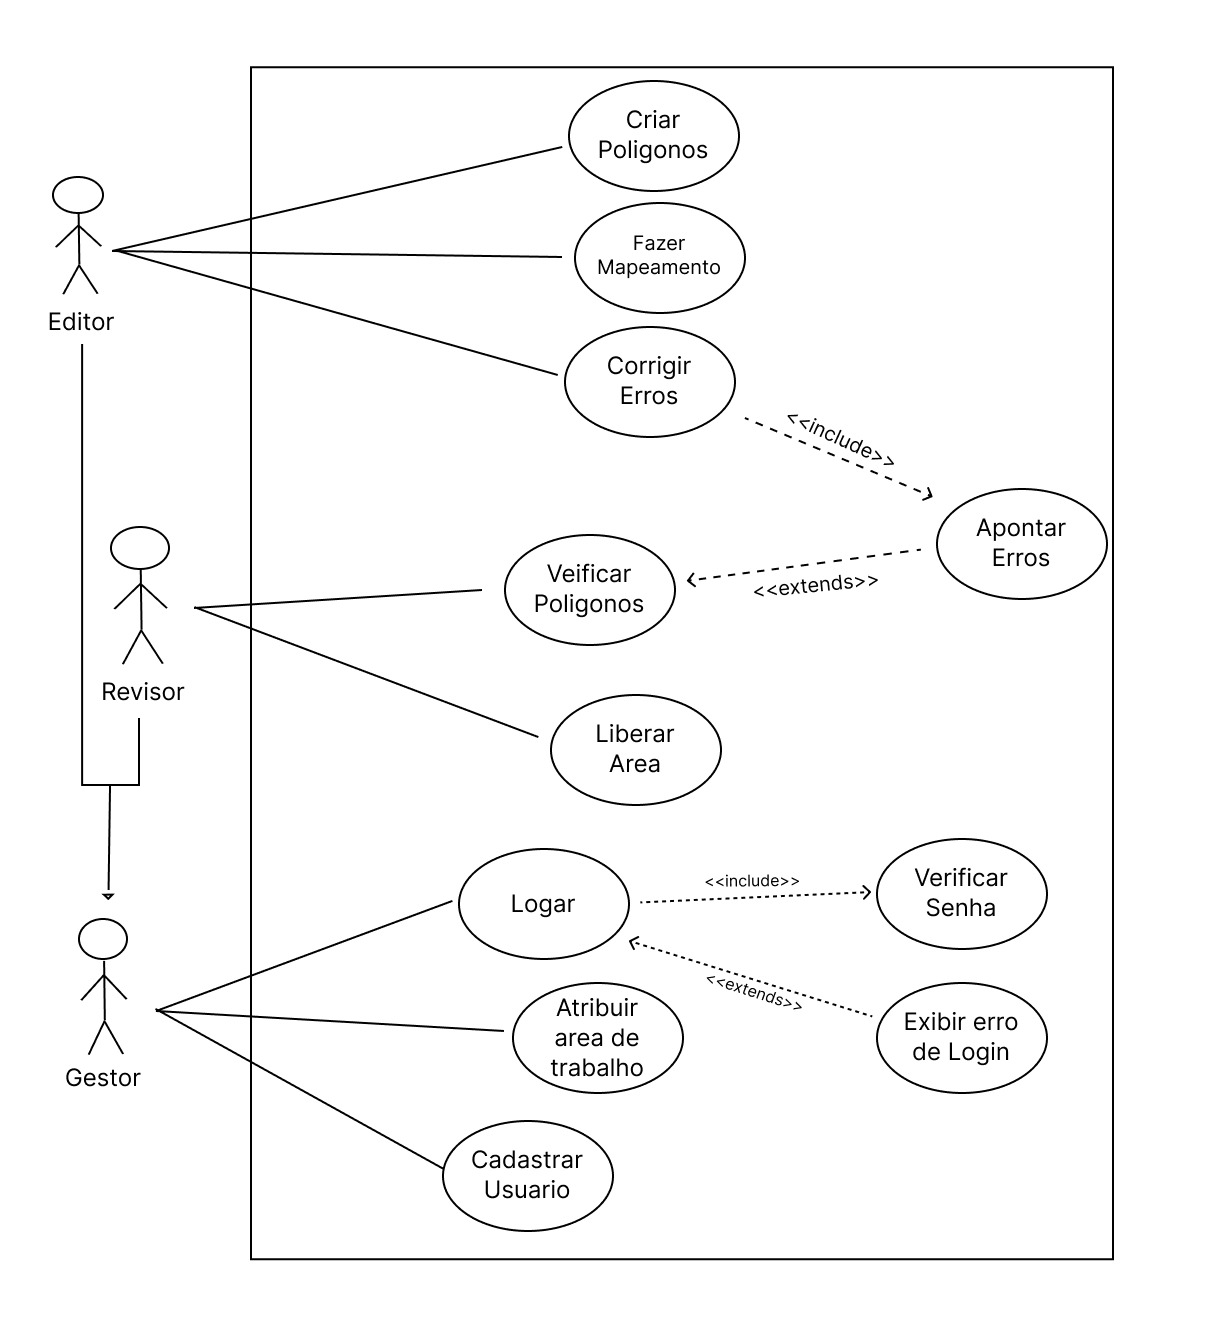 Criar
Poligonos
Fazer
Mapeamento
Editor
Corrigir
Erros
<<include>>
Apontar
Erros
Veificar
Poligonos
<<extends>>
Revisor
Liberar
Area
Logar
<<include>>
Verificar
Senha
<<extends>>
Atribuir
area de
trabalho
Exibir erro
de Login
Gestor
Cadastrar
Usuario